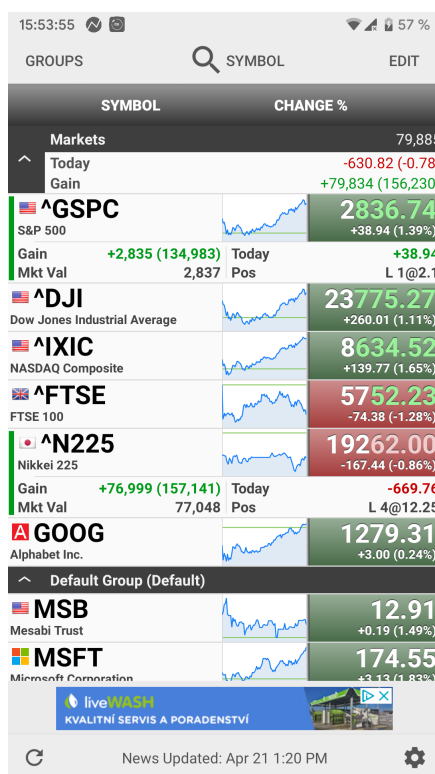 15:53:55 57 %
GROUPS SYMBOL EDIT
SYMBOL CHANGE %
Markets 79,885
Today -630.82 (-0.78
Gain +79,834 (156,230
^GSPC 2836.74
S&P 500 +38.94 (1.39%)
Gain +2,835 (134,983) Today +38.94
Mkt Val 2,837 Pos L 1@2.1
^DJI 23775.27
Dow Jones Industrial Average +260.01 (1.11%)
^IXIC 8634.52
NASDAQ Composite +139.77 (1.65%)
^FTSE 5752.23
FTSE 100 -74.38 (-1.28%)
^N225 19262.00
Nikkei 225 -167.44 (-0.86%)
Gain +76,999 (157,141) Today -669.76
Mkt Val 77,048 Pos L 4@12.25
A GOOG 1279.31
Alphabet Inc. +3.00 (0.24%)
Default Group (Default)
MSB 12.91
Mesabi Trust +0.19 (1.49%)
MSFT 174.55
Microsoft Corporation +3.13 (1.83%)
liveWASH
KVALITNÍ SERVIS A PORADENSTVÍ
News Updated: Apr 21 1:20 PM